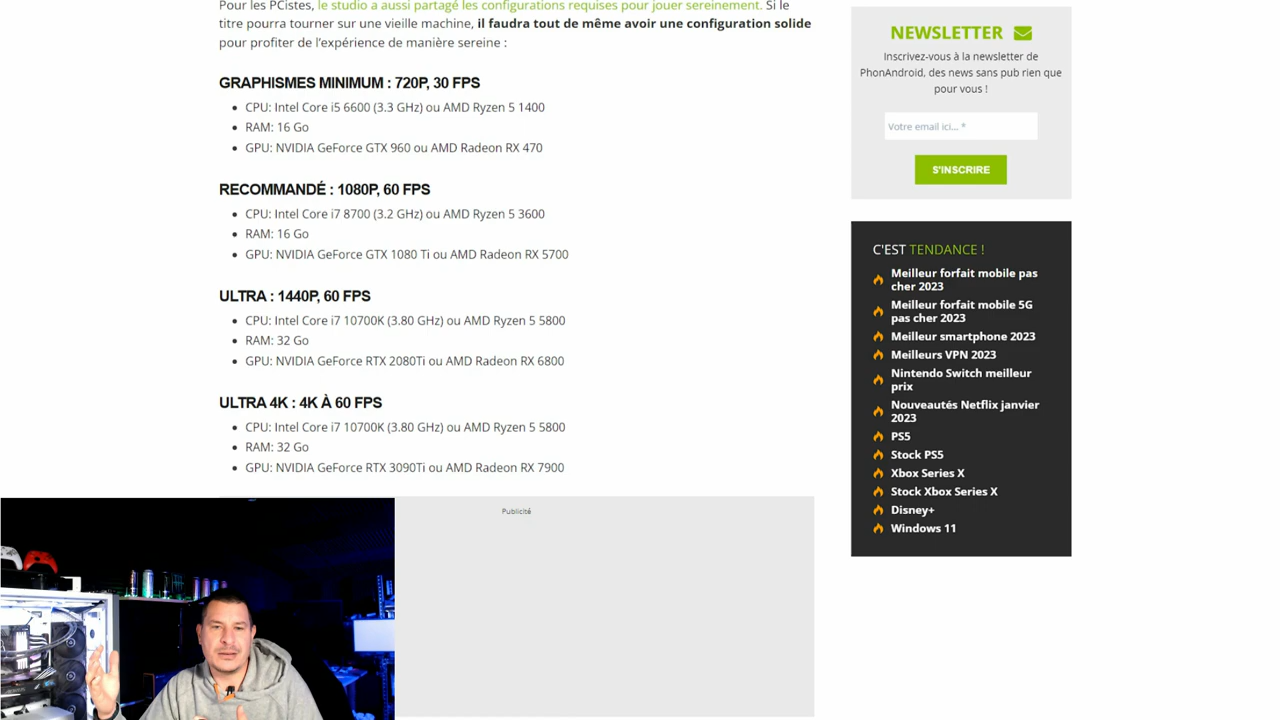 Pour les PCistes, le studio a aussi partagé les configurations requises pour jouer sereinement. Si le
titre pourra tourner sur une vieille machine, il faudra tout de même avoir une configuration solide
pour profiter de l'expérience de manière sereine :
GRAPHISMES MINIMUM : 720P, 30 FPS
• CPU: Intel Core i5 6600 (3.3 GHz) ou AMD Ryzen 5 1400
• RAM: 16 Go
• GPU: NVIDIA GeForce GTX 960 ou AMD Radeon RX 470
RECOMMANDÉ : 1080P, 60 FPS
• CPU: Intel Core i7 8700 (3.2 GHz) ou AMD Ryzen 5 3600
• RAM: 16 Go
• GPU: NVIDIA GeForce GTX 1080 Ti ou AMD Radeon RX 5700
ULTRA : 1440P, 60 FPS
• CPU: Intel Core i7 10700K (3.80 GHz) ou AMD Ryzen 5 5800
• RAM: 32 Go
• GPU: NVIDIA GeForce RTX 2080Ti ou AMD Radeon RX 6800
ULTRA 4K : 4K À 60 FPS
• CPU: Intel Core i7 10700K (3.80 GHz) ou AMD Ryzen 5 5800
• RAM: 32 Go
• GPU: NVIDIA GeForce RTX 3090Ti ou AMD Radeon RX 7900
Publicité
NEWSLETTER
Inscrivez-vous à la newsletter de
PhonAndroid, des news sans pub rien que
pour vous !
Votre email ici... *
S'INSCRIRE
C'EST TENDANCE !
Meilleur forfait mobile pas
cher 2023
Meilleur forfait mobile 5G
pas cher 2023
Meilleur smartphone 2023
Meilleurs VPN 2023
Nintendo Switch meilleur
prix
Nouveautés Netflix janvier
2023
PS5
Stock PS5
Xbox Series X
Stock Xbox Series X
Disney+
Windows 11